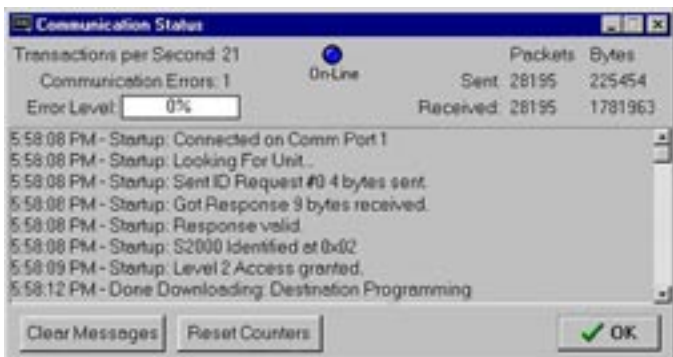 Communication Status
Transactions per Second: 21
Communication Errors: 1
Error Level: 0%
On-Line
Packets Bytes
Sent 28195 225454
Received 28195 1781963
5:58:08 PM - Startup: Connected on Comm Port 1
5:58:08 PM - Startup: Looking For Unit...
5:58:08 PM - Startup: Sent ID Request #0 4 bytes sent.
5:58:08 PM - Startup: Got Response 9 bytes received.
5:58:08 PM - Startup: Response valid.
5:58:08 PM - Startup: S2000 Identified at 0x02
5:58:09 PM - Startup: Level 2 Access granted.
5:58:12 PM - Done Downloading: Destination Programming
Clear Messages
Reset Counters
OK